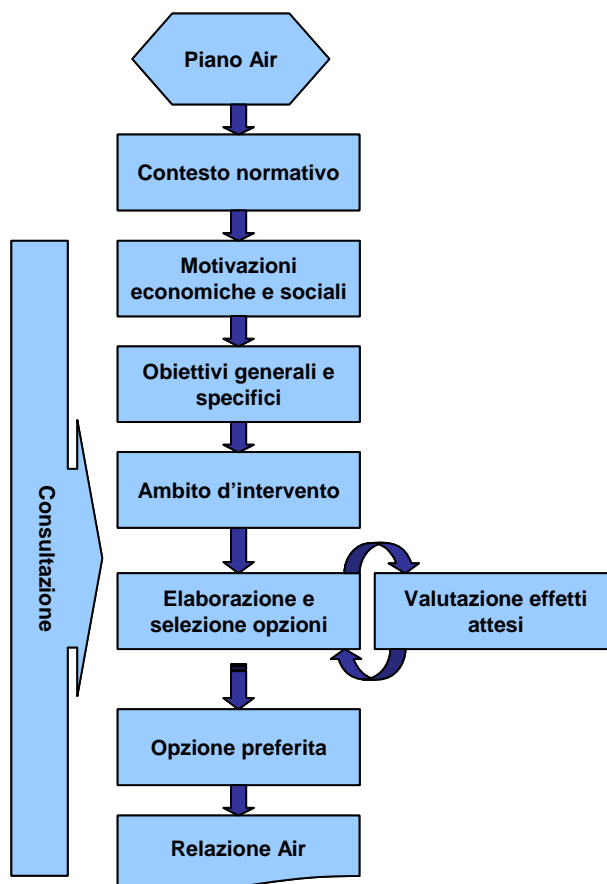 Piano Air
Contesto normativo
Motivazioni
economiche e sociali
Obiettivi generali e
specifici
Ambito d'intervento
Consultazione
Elaborazione e
selezione opzioni
Valutazione effetti
attesi
Opzione preferita
Relazione Air